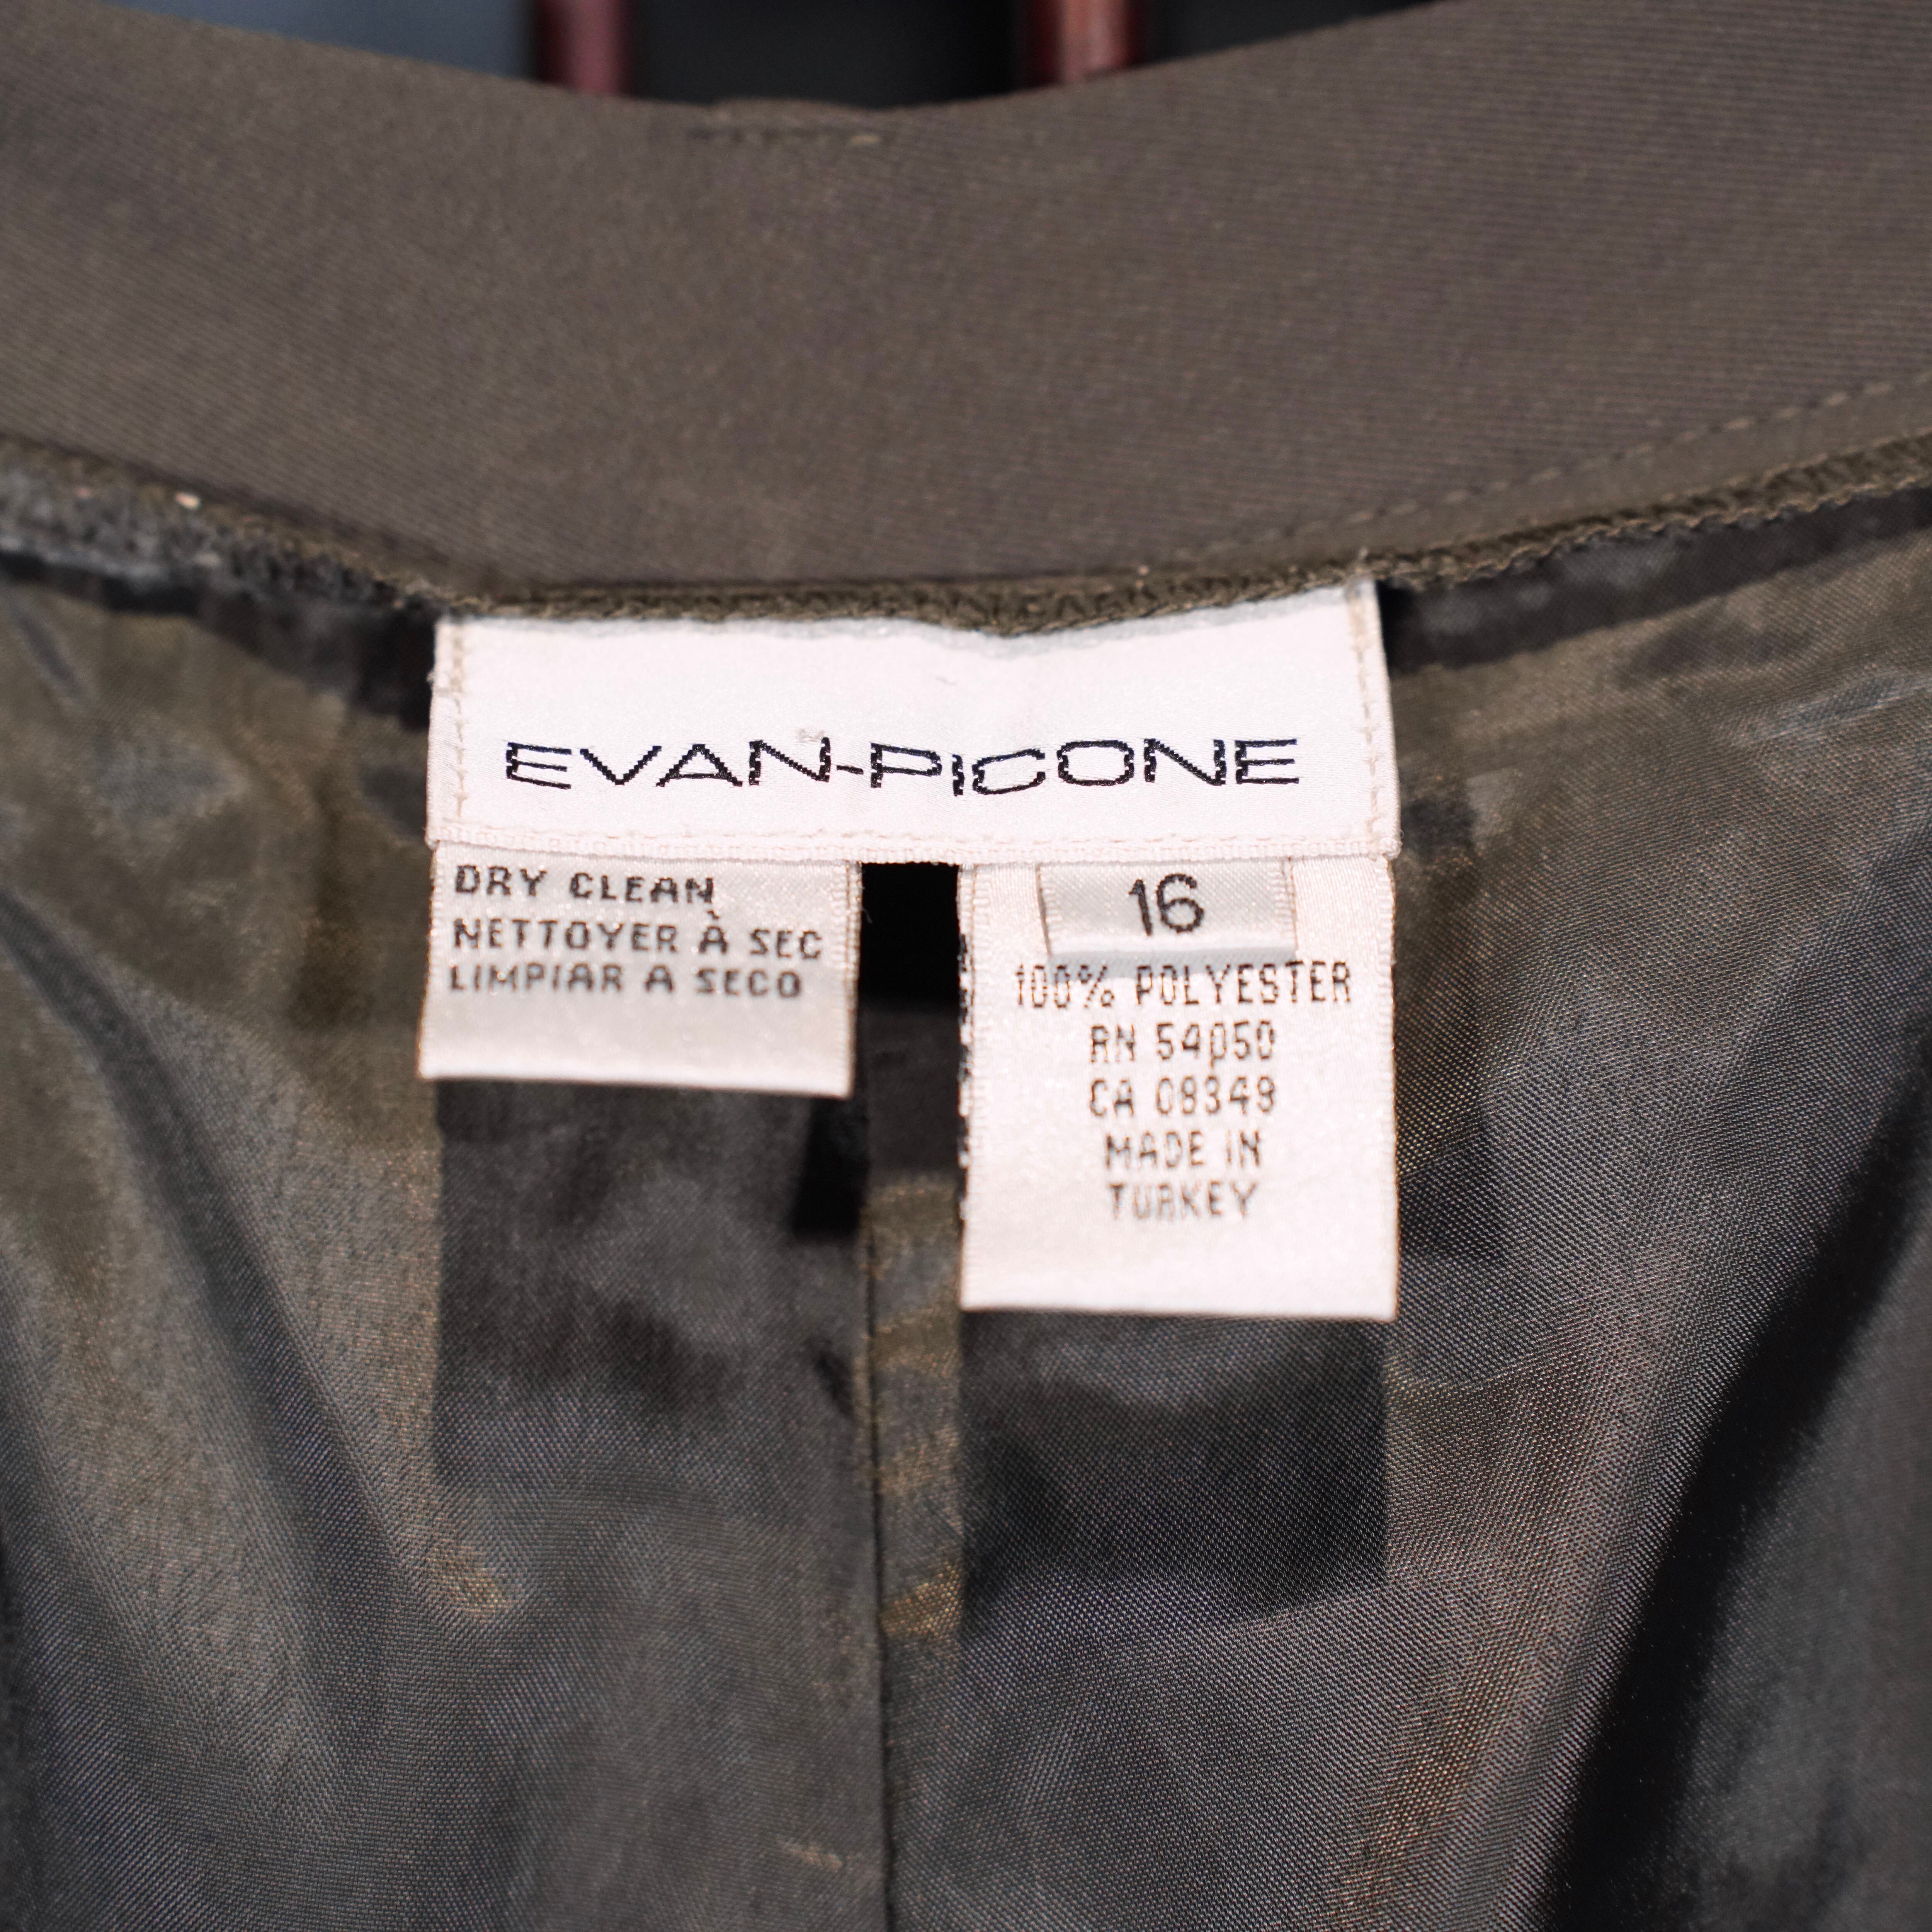 EVAN-PICONE
DRY CLEAN
NETTOYER À SEC
LIMPIAR A SECO
16
100% POLYESTER
RN 54050
CA 08349
MADE IN
TURKEY